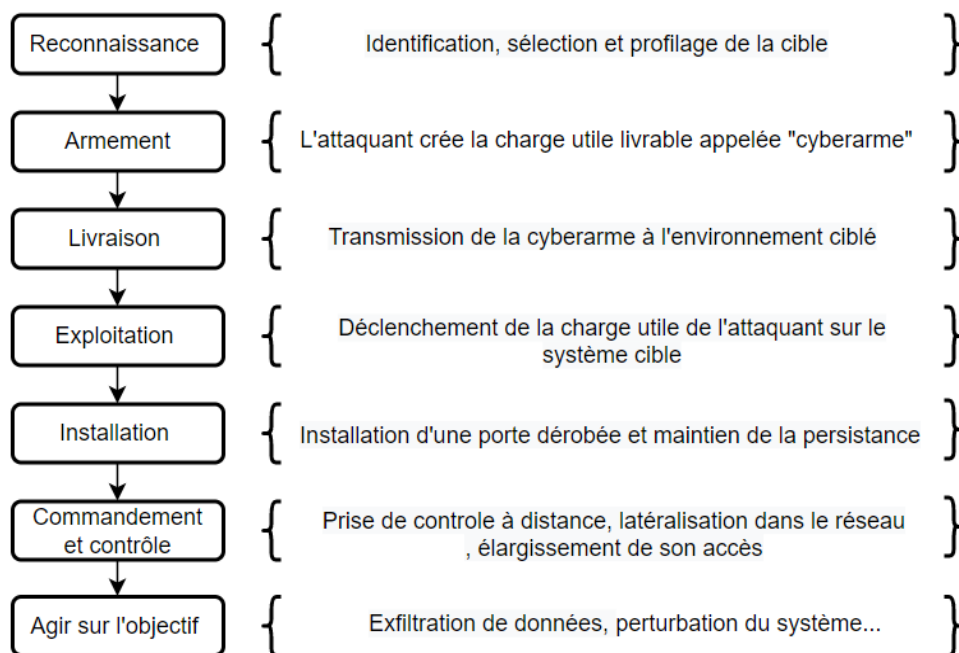 Reconnaissance
Identification, sélection et profilage de la cible
Armement
L'attaquant crée la charge utile livrable appelée "cyberarme"
Livraison
Transmission de la cyberarme à l'environnement ciblé
Exploitation
Déclenchement de la charge utile de l'attaquant sur le
système cible
Installation
Installation d'une porte dérobée et maintien de la persistance
Commandement
et contrôle
Prise de controle à distance, latéralisation dans le réseau
, élargissement de son accès
Agir sur l'objectif
Exfiltration de données, perturbation du système...